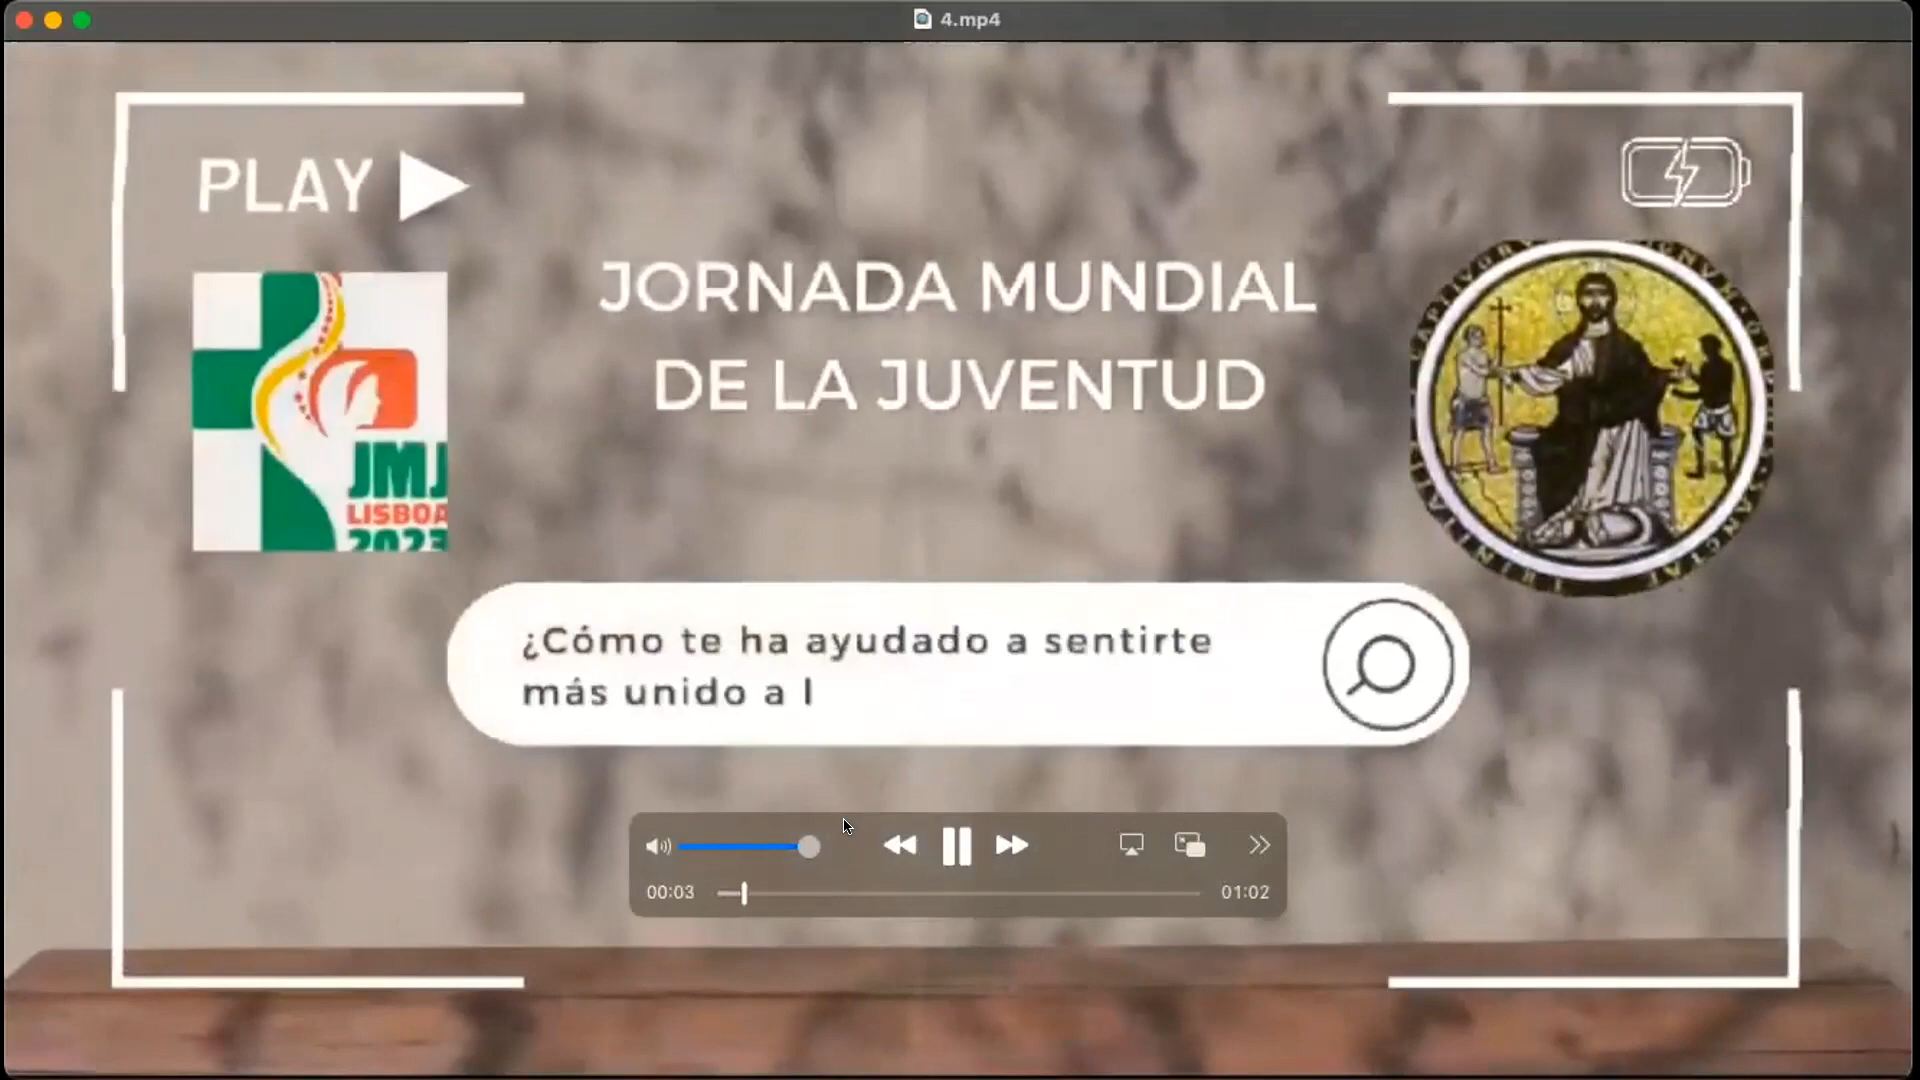 4.mp4
PLAY
JORNADA MUNDIAL
DE LA JUVENTUD
JMJ
LISBOA
2023
¿Cómo te ha ayudado a sentirte
más unido a l
00:03
01:02